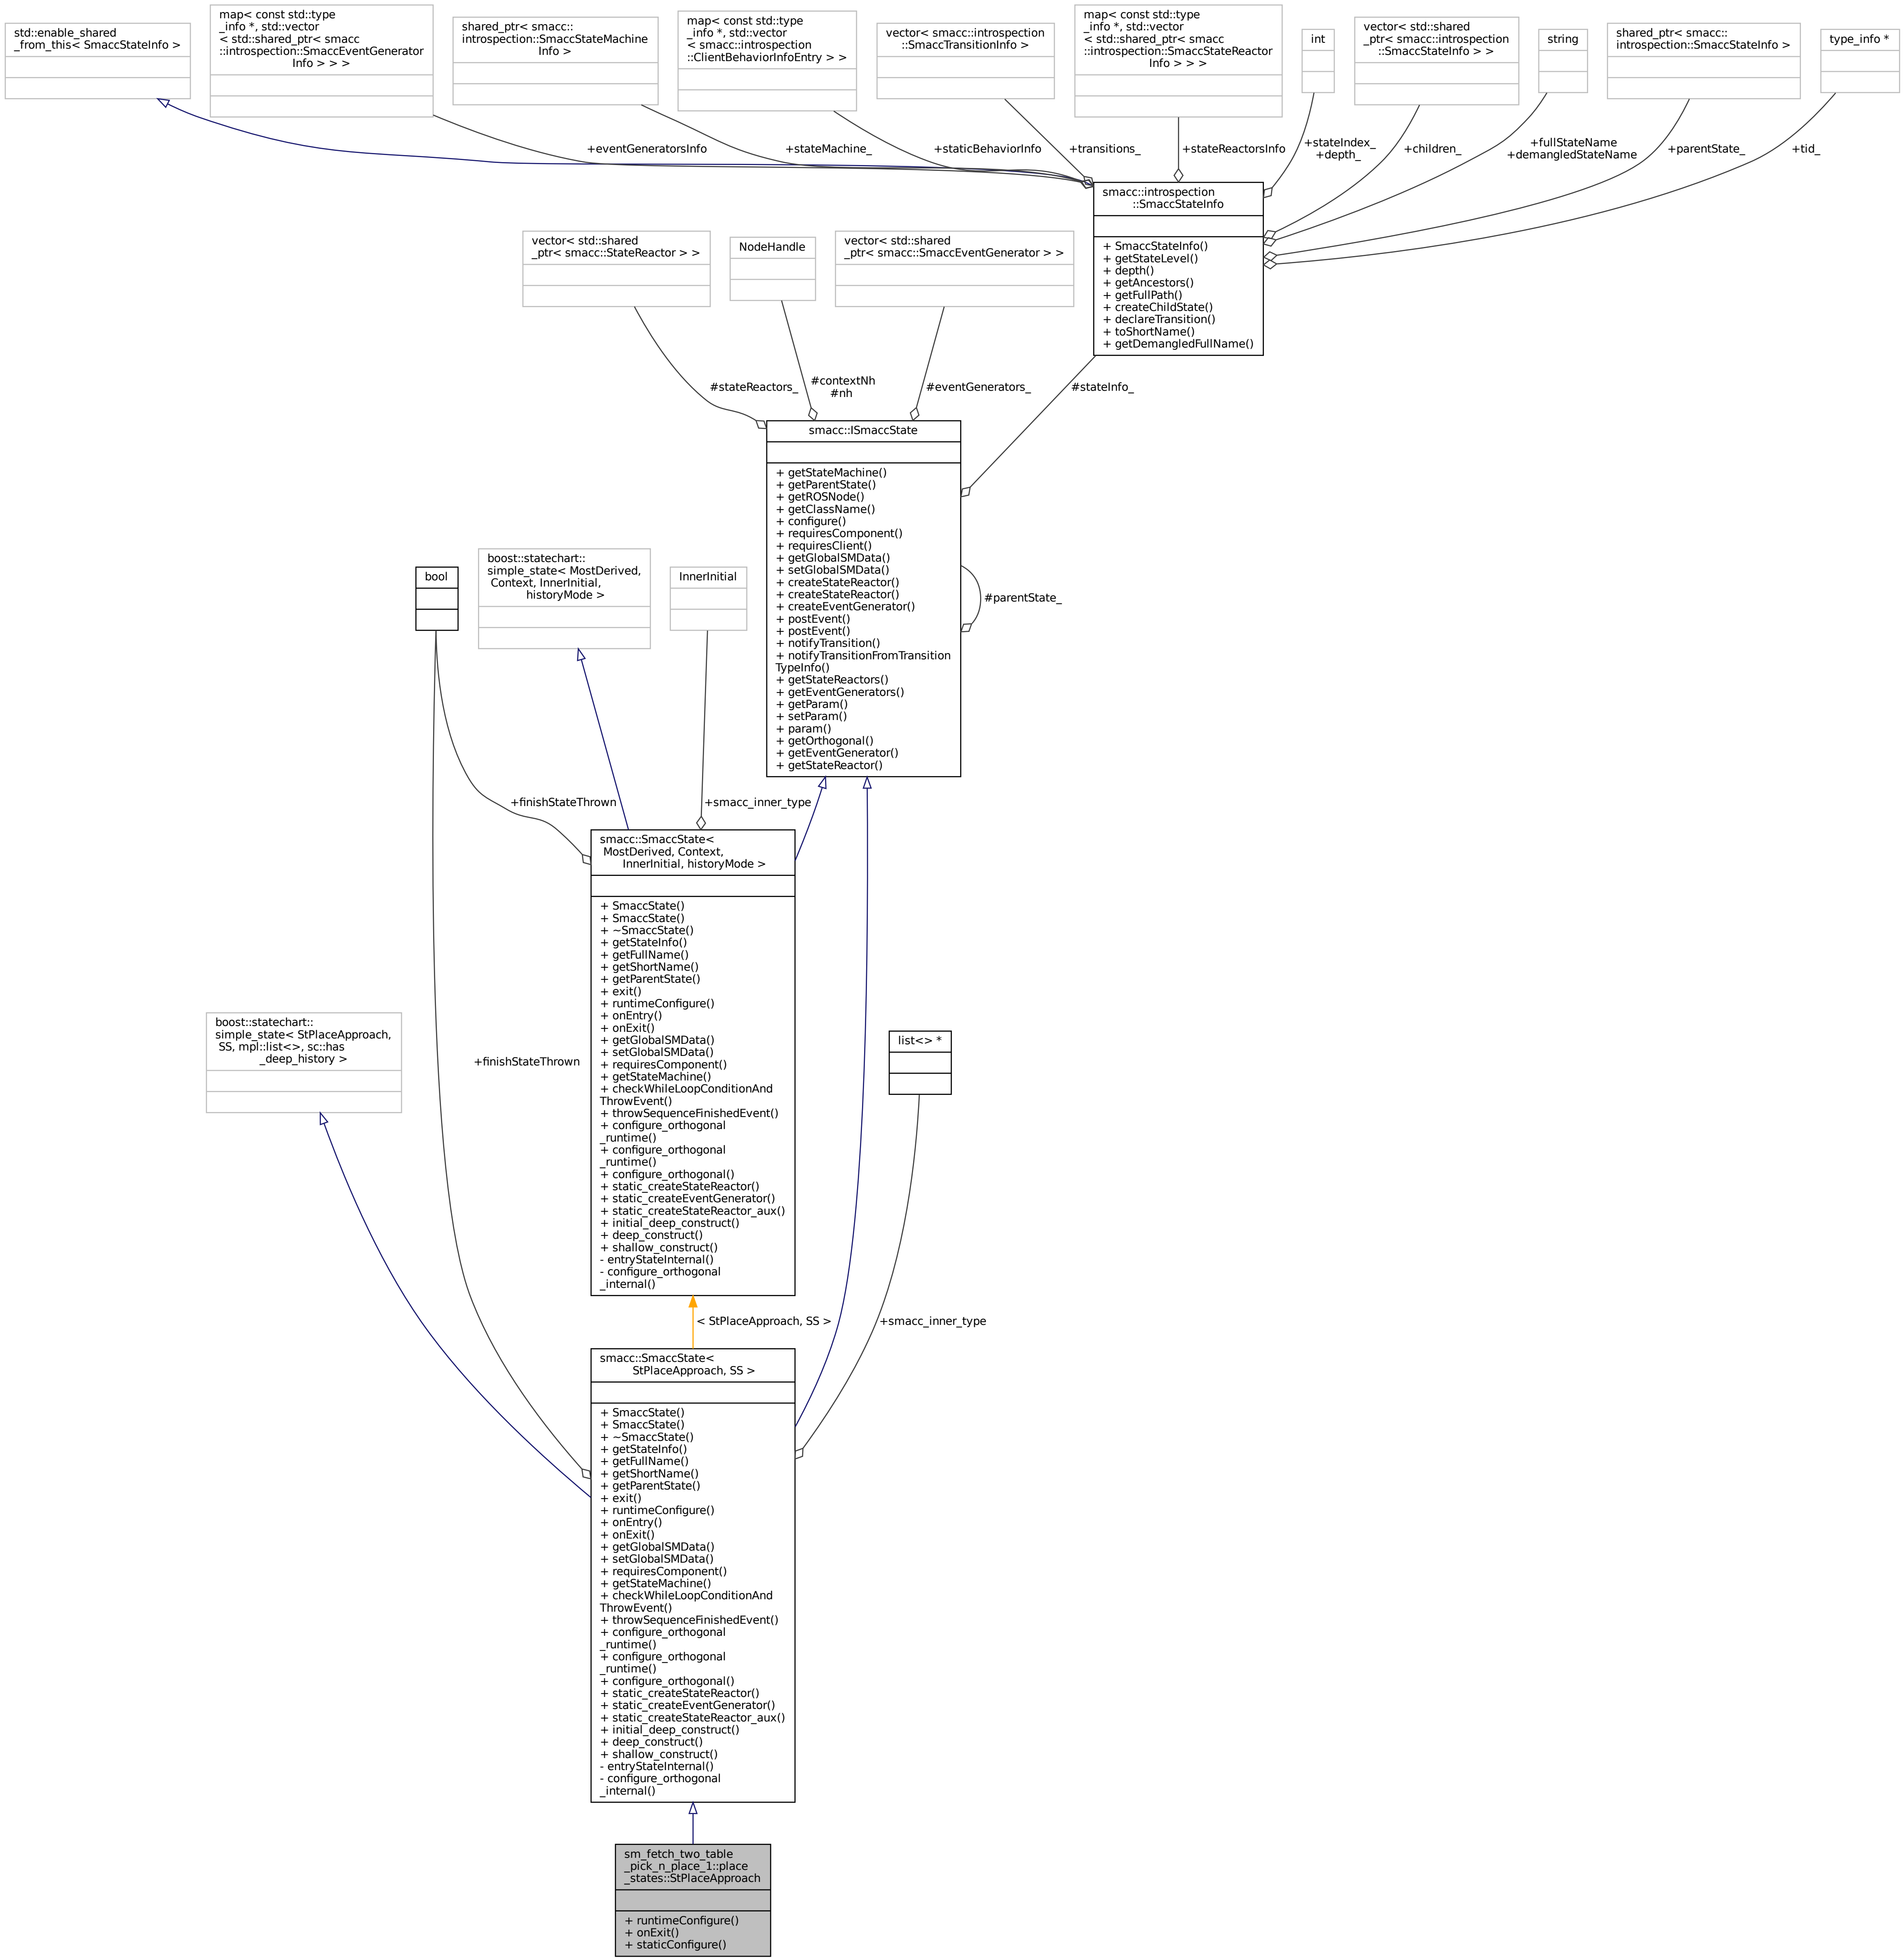 std::enable_shared
_from_this< SmaccStateInfo >
map< const std::type
_info *, std::vector
< std::shared_ptr< smacc
::introspection::SmaccEventGenerator
Info > > >
shared_ptr< smacc::
introspection::SmaccStateMachine
Info >
map< const std::type
_info *, std::vector
< smacc::introspection
::ClientBehaviorInfoEntry > >
vector< smacc::introspection
::SmaccTransitionInfo >
map< const std::type
_info *, std::vector
< std::shared_ptr< smacc
::introspection::SmaccStateReactor
Info > > >
int
vector< std::shared
_ptr< smacc::introspection
::SmaccStateInfo > >
string
shared_ptr< smacc::
introspection::SmaccStateInfo >
type_info *
+eventGeneratorsInfo
+stateMachine_
+staticBehaviorInfo
+transitions_
+stateReactorsInfo
+stateIndex_
+depth_
+children_
+fullStateName
+demangledStateName
+parentState_
+tid_
smacc::introspection
::SmaccStateInfo
+ SmaccStateInfo()
+ getStateLevel()
+ depth()
+ getAncestors()
+ getFullPath()
+ createChildState()
+ declareTransition()
+ toShortName()
+ getDemangledFullName()
vector< std::shared
_ptr< smacc::StateReactor > >
NodeHandle
vector< std::shared
_ptr< smacc::SmaccEventGenerator > >
#stateReactors_
#contextNh
#nh
#eventGenerators_
#stateInfo_
smacc::ISmaccState
+ getStateMachine()
+ getParentState()
+ getROSNode()
+ getClassName()
+ configure()
+ requiresComponent()
+ requiresClient()
+ getGlobalSMData()
+ setGlobalSMData()
+ createStateReactor()
+ createStateReactor()
+ createEventGenerator()
+ postEvent()
+ postEvent()
+ notifyTransition()
+ notifyTransitionFromTransition
TypeInfo()
+ getStateReactors()
+ getEventGenerators()
+ getParam()
+ setParam()
+ param()
+ getOrthogonal()
+ getEventGenerator()
+ getStateReactor()
#parentState_
bool
boost::statechart::
simple_state< MostDerived,
Context, InnerInitial,
historyMode >
InnerInitial
+finishStateThrown
+smacc_inner_type
smacc::SmaccState<
MostDerived, Context,
InnerInitial, historyMode >
+ SmaccState()
+ SmaccState()
+ ~SmaccState()
+ getStateInfo()
+ getFullName()
+ getShortName()
+ getParentState()
+ exit()
+ runtimeConfigure()
+ onEntry()
+ onExit()
+ getGlobalSMData()
+ setGlobalSMData()
+ requiresComponent()
+ getStateMachine()
+ checkWhileLoopConditionAnd
ThrowEvent()
+ throwSequenceFinishedEvent()
+ configure_orthogonal
_runtime()
+ configure_orthogonal
_runtime()
+ configure_orthogonal()
+ static_createStateReactor()
+ static_createEventGenerator()
+ static_createStateReactor_aux()
+ initial_deep_construct()
+ deep_construct()
+ shallow_construct()
- entryStateInternal()
- configure_orthogonal
_internal()
boost::statechart::
simple_state< StPlaceApproach,
SS, mpl::list<>, sc::has
_deep_history >
+finishStateThrown
list<> *
< StPlaceApproach, SS >
+smacc_inner_type
smacc::SmaccState<
StPlaceApproach, SS >
+ SmaccState()
+ SmaccState()
+ ~SmaccState()
+ getStateInfo()
+ getFullName()
+ getShortName()
+ getParentState()
+ exit()
+ runtimeConfigure()
+ onEntry()
+ onExit()
+ getGlobalSMData()
+ setGlobalSMData()
+ requiresComponent()
+ getStateMachine()
+ checkWhileLoopConditionAnd
ThrowEvent()
+ throwSequenceFinishedEvent()
+ configure_orthogonal
_runtime()
+ configure_orthogonal
_runtime()
+ configure_orthogonal()
+ static_createStateReactor()
+ static_createEventGenerator()
+ static_createStateReactor_aux()
+ initial_deep_construct()
+ deep_construct()
+ shallow_construct()
- entryStateInternal()
- configure_orthogonal
_internal()
sm_fetch_two_table
_pick_n_place_1::place
_states::StPlaceApproach
+ runtimeConfigure()
+ onExit()
+ staticConfigure()